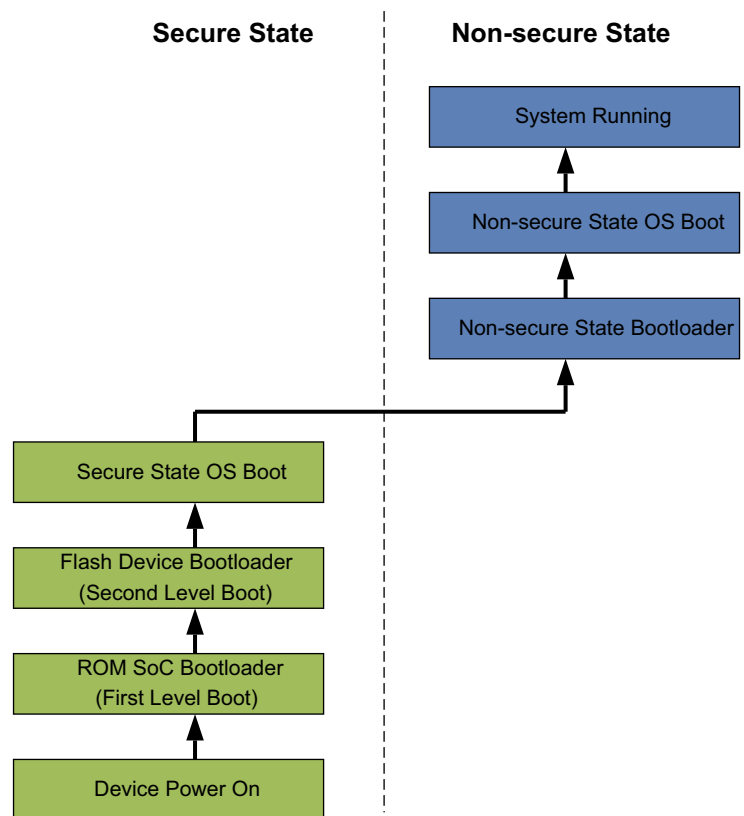 Secure State
Non-secure State
System Running
Non-secure State OS Boot
Non-secure State Bootloader
Secure State OS Boot
Flash Device Bootloader
(Second Level Boot)
ROM SoC Bootloader
(First Level Boot)
Device Power On